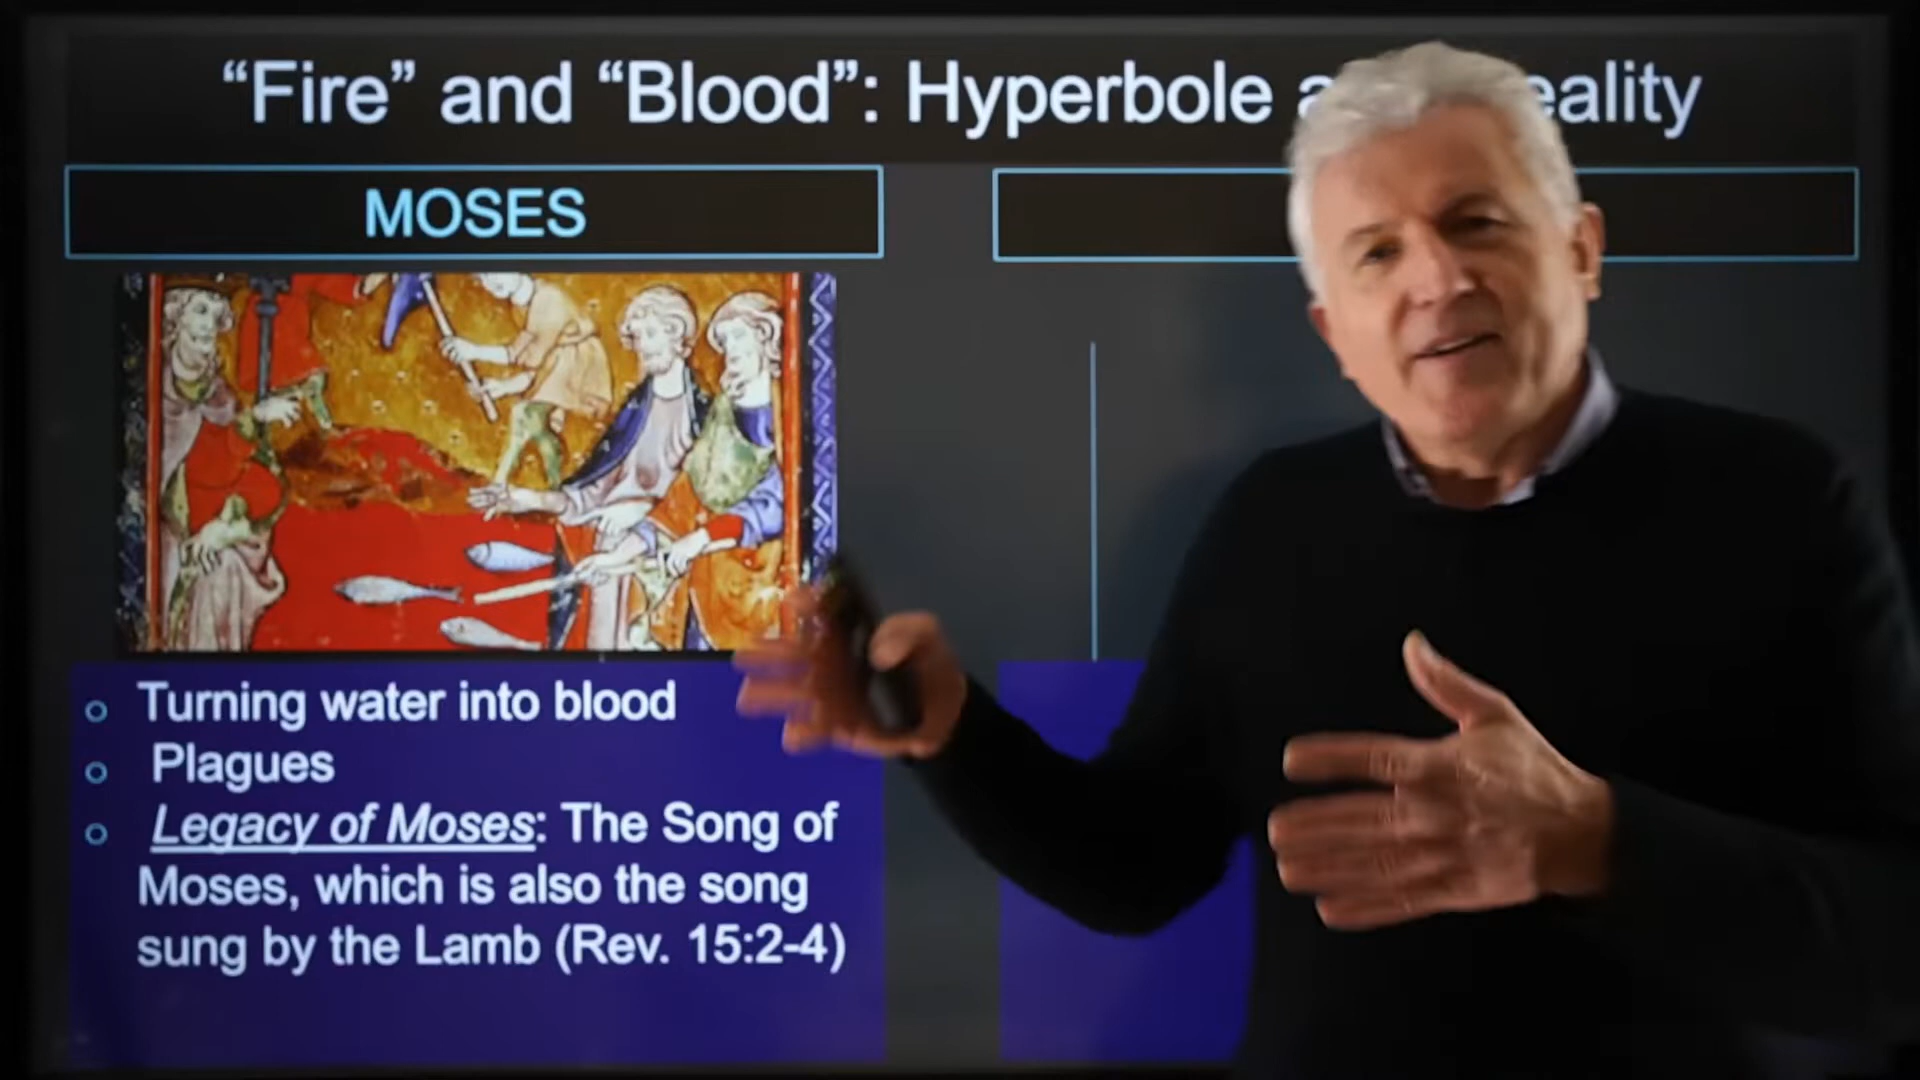 “Fire” and “Blood”: Hyperbole eality
MOSES
Turning water into blood
Plagues
Legacy of Moses: The Song of
Moses, which is also the song
sung by the Lamb (Rev. 15:2-4)